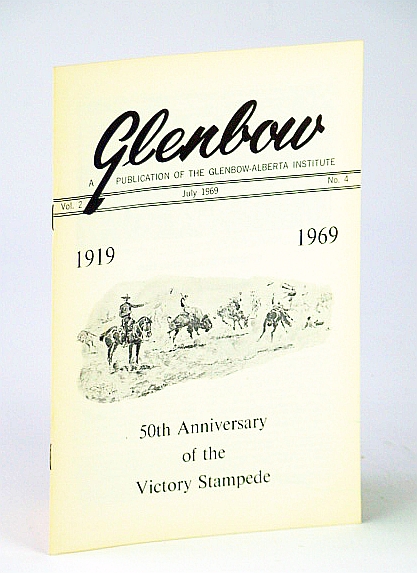 Glenbow
A PUBLICATION OF THE GLENBOW-ALBERTA INSTITUTE
Vol. 2 July 1969 No. 4
1919 1969
50th Anniversary
of the
Victory Stampede